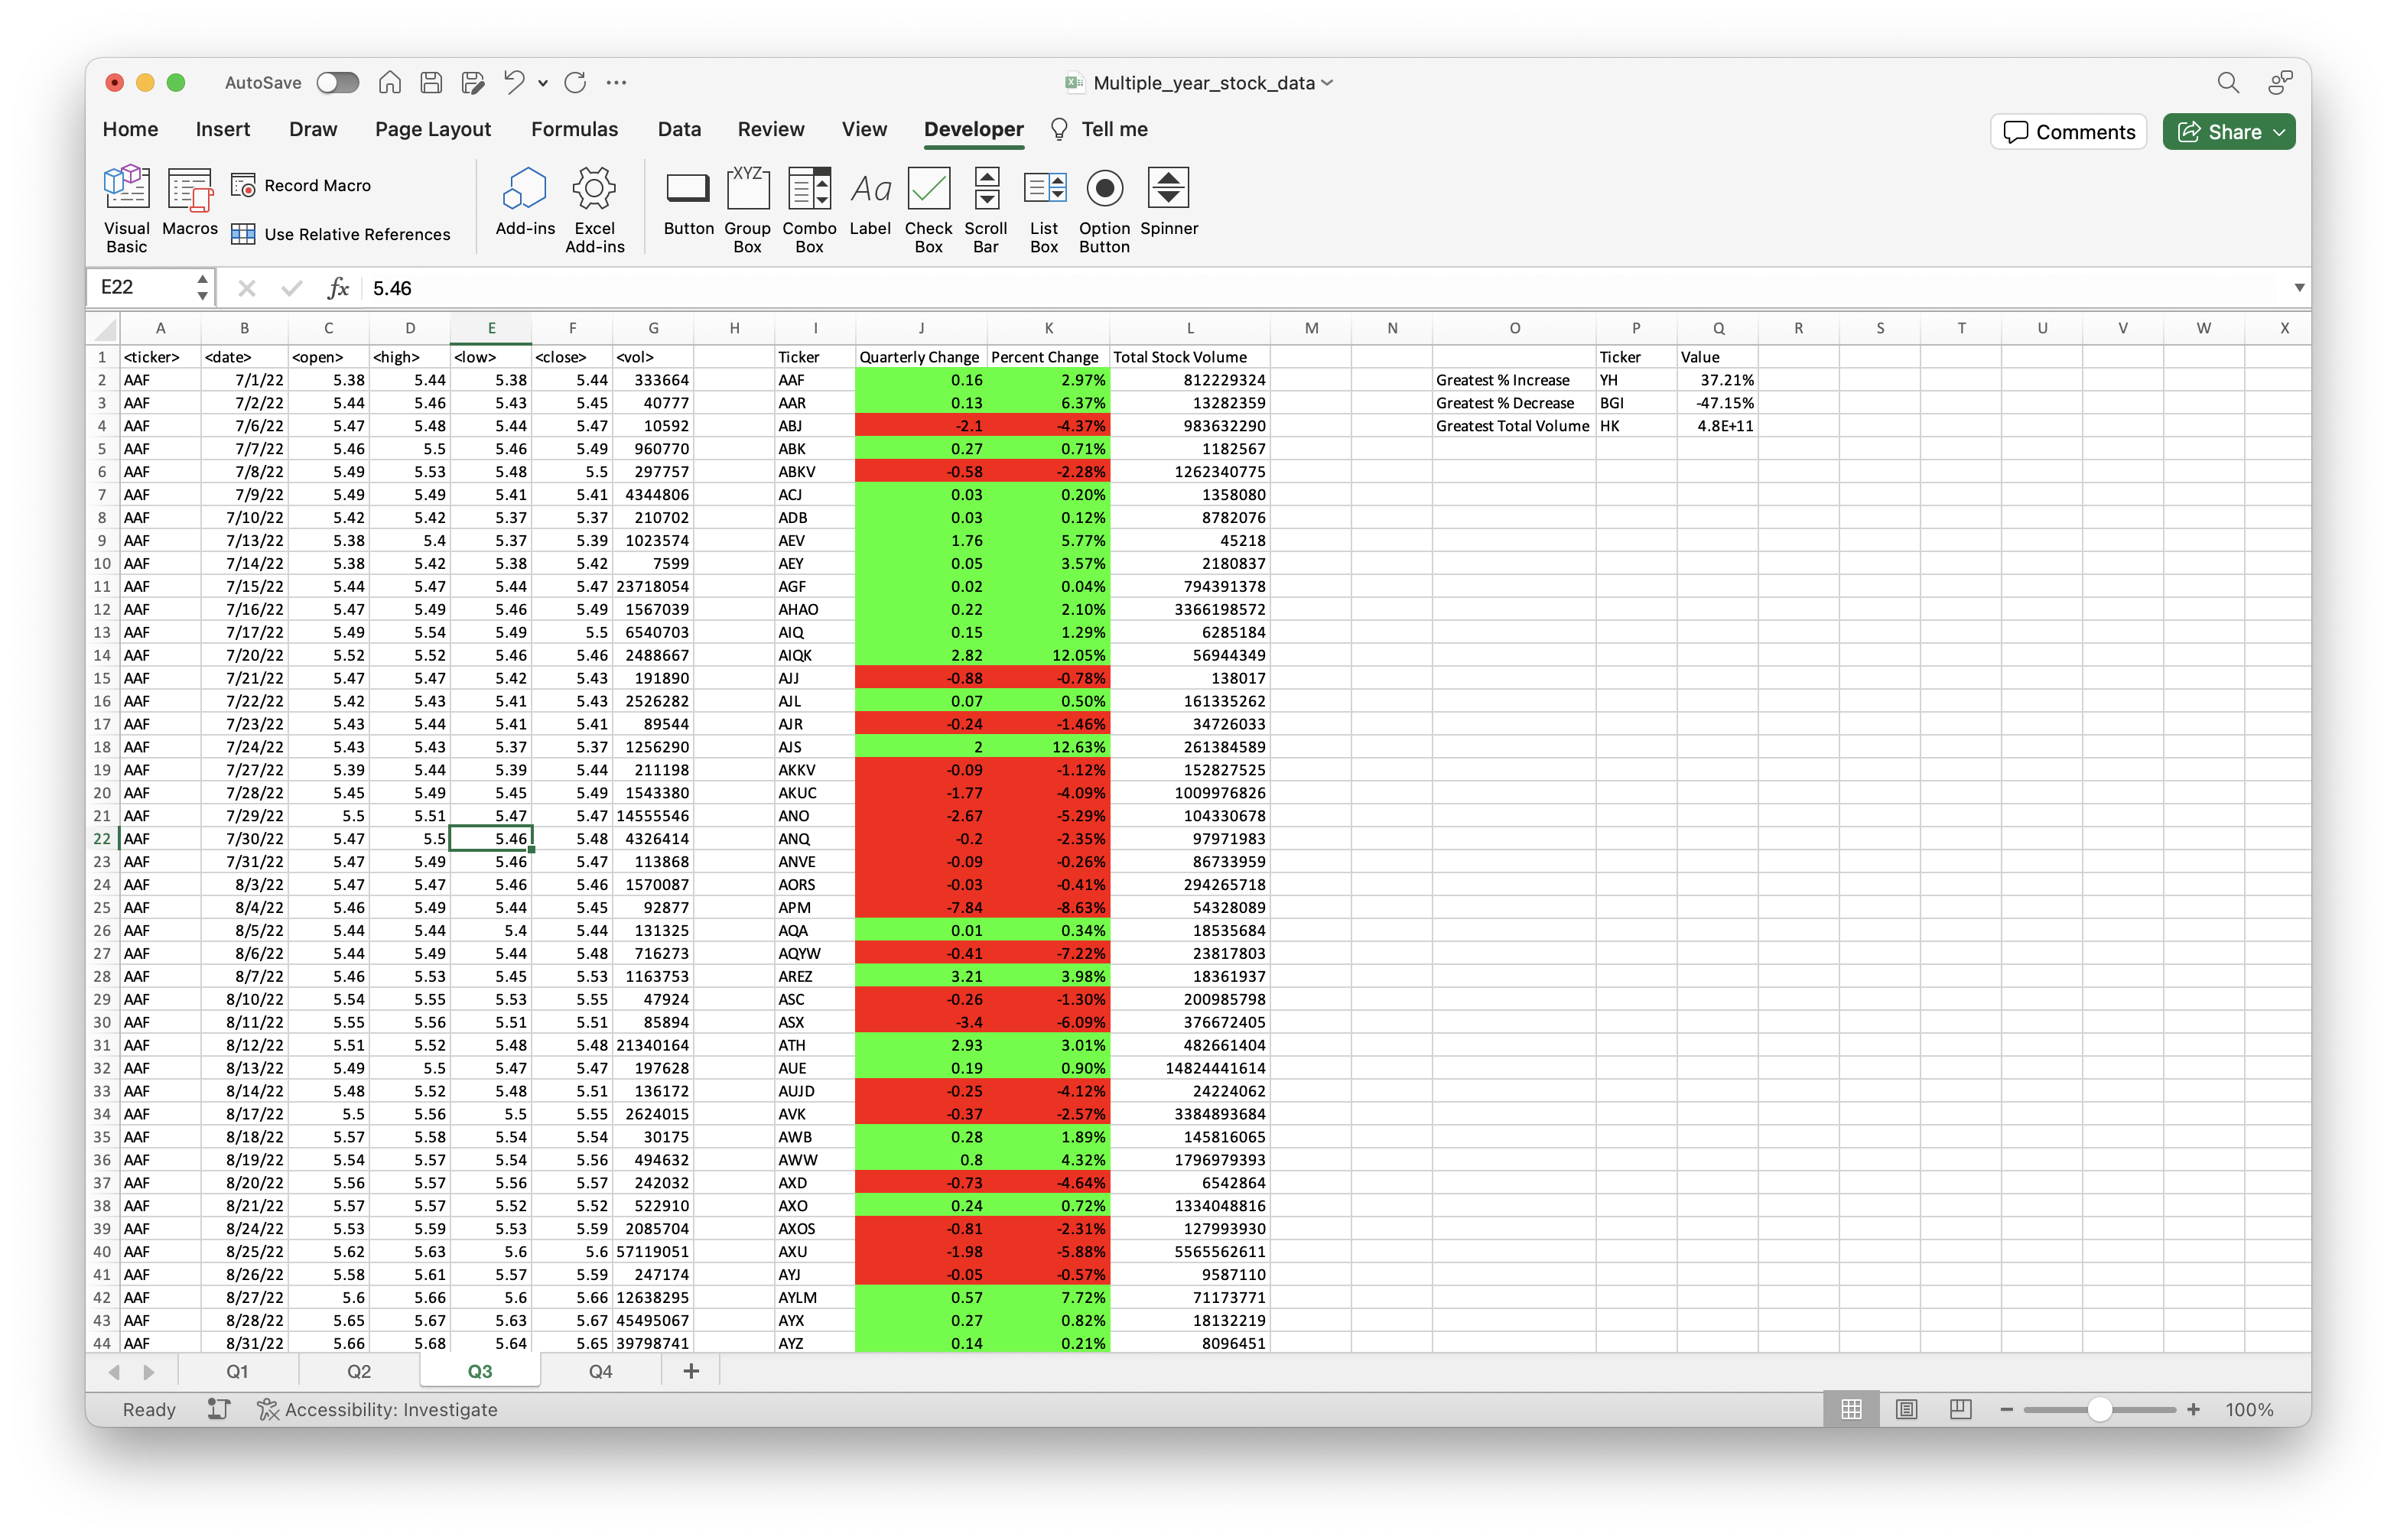 AutoSave Multiple_year_stock_data
Home Insert Draw Page Layout Formulas Data Review View Developer Tell me Comments Share
Visual Basic Macros Record Macro Use Relative References Add-ins Excel Add-ins XYZ Aa Button Group Box Combo Box Label Check Box Scroll Bar List Box Option Button Spinner
E22 fx 5.46
A B C D E F G H I J K L M N O P Q R S T U V W X
1 <ticker> <date> <open> <high> <low> <close> <vol> Ticker Quarterly Change Percent Change Total Stock Volume Ticker Value
2 AAF 7/1/22 5.38 5.44 5.38 5.44 333664 AAF 0.16 2.97% 812229324 Greatest % Increase YH 37.21%
3 AAF 7/2/22 5.44 5.46 5.43 5.45 40777 AAR 0.13 6.37% 13282359 Greatest % Decrease BGI -47.15%
4 AAF 7/6/22 5.47 5.48 5.44 5.47 10592 ABJ -2.1 -4.37% 983632290 Greatest Total Volume HK 4.8E+11
5 AAF 7/7/22 5.46 5.5 5.46 5.49 960770 ABK 0.27 0.71% 1182567
6 AAF 7/8/22 5.49 5.53 5.48 5.5 297757 ABKV -0.58 -2.28% 1262340775
7 AAF 7/9/22 5.49 5.49 5.41 5.41 4344806 ACJ 0.03 0.20% 1358080
8 AAF 7/10/22 5.42 5.42 5.37 5.37 210702 ADB 0.03 0.12% 8782076
9 AAF 7/13/22 5.38 5.4 5.37 5.39 1023574 AEV 1.76 5.77% 45218
10 AAF 7/14/22 5.38 5.42 5.38 5.42 7599 AEY 0.05 3.57% 2180837
11 AAF 7/15/22 5.44 5.47 5.44 5.47 23718054 AGF 0.02 0.04% 794391378
12 AAF 7/16/22 5.47 5.49 5.46 5.49 1567039 AHAO 0.22 2.10% 3366198572
13 AAF 7/17/22 5.49 5.54 5.49 5.5 6540703 AIQ 0.15 1.29% 6285184
14 AAF 7/20/22 5.52 5.52 5.46 5.46 2488667 AIQK 2.82 12.05% 56944349
15 AAF 7/21/22 5.47 5.47 5.42 5.43 191890 AJJ -0.88 -0.78% 138017
16 AAF 7/22/22 5.42 5.43 5.41 5.43 2526282 AJL 0.07 0.50% 161335262
17 AAF 7/23/22 5.43 5.44 5.41 5.41 89544 AJR -0.24 -1.46% 34726033
18 AAF 7/24/22 5.43 5.43 5.37 5.37 1256290 AJS 2 12.63% 261384589
19 AAF 7/27/22 5.39 5.44 5.39 5.44 211198 AKKV -0.09 -1.12% 152827525
20 AAF 7/28/22 5.45 5.49 5.45 5.49 1543380 AKUC -1.77 -4.09% 1009976826
21 AAF 7/29/22 5.5 5.51 5.47 5.47 14555546 ANO -2.67 -5.29% 104330678
22 AAF 7/30/22 5.47 5.5 5.46 5.48 4326414 ANQ -0.2 -2.35% 97971983
23 AAF 7/31/22 5.47 5.49 5.46 5.47 113868 ANVE -0.09 -0.26% 86733959
24 AAF 8/3/22 5.47 5.47 5.46 5.46 1570087 AORS -0.03 -0.41% 294265718
25 AAF 8/4/22 5.46 5.49 5.44 5.45 92877 APM -7.84 -8.63% 54328089
26 AAF 8/5/22 5.44 5.44 5.4 5.44 131325 AQA 0.01 0.34% 18535684
27 AAF 8/6/22 5.44 5.49 5.44 5.48 716273 AQYW -0.41 -7.22% 23817803
28 AAF 8/7/22 5.46 5.53 5.45 5.53 1163753 AREZ 3.21 3.98% 18361937
29 AAF 8/10/22 5.54 5.55 5.53 5.55 47924 ASC -0.26 -1.30% 200985798
30 AAF 8/11/22 5.55 5.56 5.51 5.51 85894 ASX -3.4 -6.09% 376672405
31 AAF 8/12/22 5.51 5.52 5.48 5.48 21340164 ATH 2.93 3.01% 482661404
32 AAF 8/13/22 5.49 5.5 5.47 5.47 197628 AUE 0.19 0.90% 14824441614
33 AAF 8/14/22 5.48 5.52 5.48 5.51 136172 AUJD -0.25 -4.12% 24224062
34 AAF 8/17/22 5.5 5.56 5.5 5.55 2624015 AVK -0.37 -2.57% 3384893684
35 AAF 8/18/22 5.57 5.58 5.54 5.54 30175 AWB 0.28 1.89% 145816065
36 AAF 8/19/22 5.54 5.57 5.54 5.56 494632 AWW 0.8 4.32% 1796979393
37 AAF 8/20/22 5.56 5.57 5.56 5.57 242032 AXD -0.73 -4.64% 6542864
38 AAF 8/21/22 5.57 5.57 5.52 5.52 522910 AXO 0.24 0.72% 1334048816
39 AAF 8/24/22 5.53 5.59 5.53 5.59 2085704 AXOS -0.81 -2.31% 127993930
40 AAF 8/25/22 5.62 5.63 5.6 5.6 57119051 AXU -1.98 -5.88% 5565562611
41 AAF 8/26/22 5.58 5.61 5.57 5.59 247174 AYJ -0.05 -0.57% 9587110
42 AAF 8/27/22 5.6 5.66 5.6 5.66 12638295 AYLM 0.57 7.72% 71173771
43 AAF 8/28/22 5.65 5.67 5.63 5.67 45495067 AYX 0.27 0.82% 18132219
44 AAF 8/31/22 5.66 5.68 5.64 5.65 39798741 AYZ 0.14 0.21% 8096451
Q1 Q2 Q3 Q4 +
Ready Accessibility: Investigate 100%